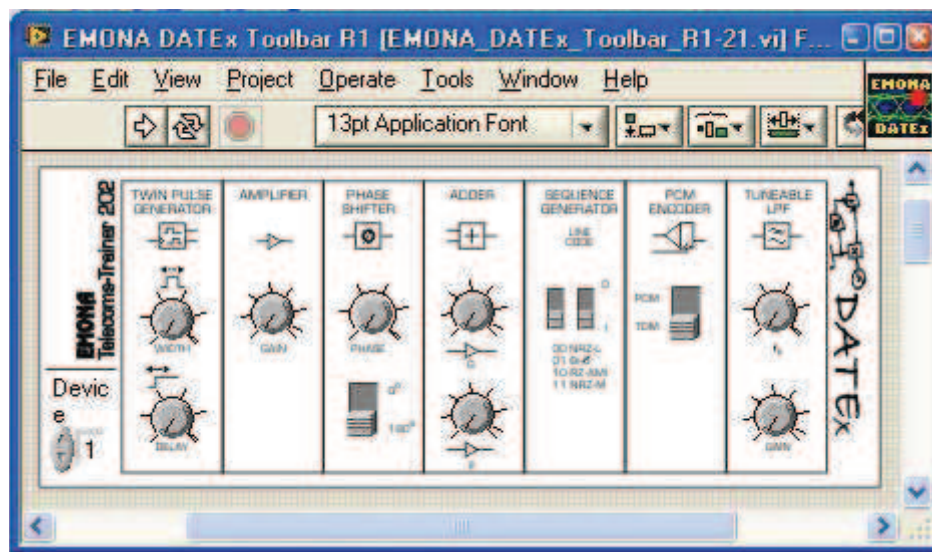 EMONA DATEx Toolbar R1 [EMONA_DATEx_Toolbar_R1-21.vi] F...
File Edit View Project Operate Tools Window Help
EMONA
DATEx
13pt Application Font
EMONA
Telecoms-Trainer 202
Devic
e
1
TWIN PULSE
GENERATOR
WIDTH
DELAY
AMPLIFIER
GAIN
PHASE
SHIFTER
PHASE
0°
180°
ADDER
G
g
SEQUENCE
GENERATOR
LINE
CODE
O
I
00 NRZ-L
01 Bi-Φ
10 RZ-AMI
11 NRZ-M
PCM
ENCODER
PCM
TDM
TUNEABLE
LPF
GAIN
DATEx